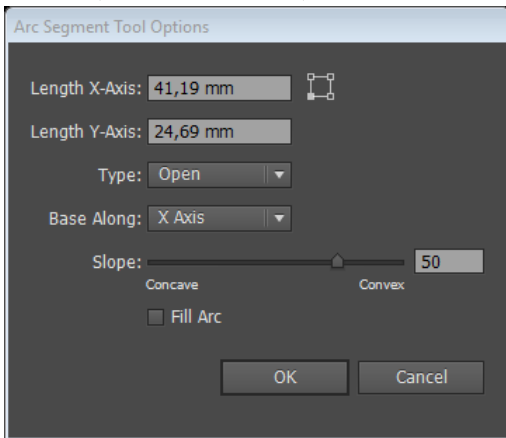 Arc Segment Tool Options
Length X-Axis: 41,19 mm
Length Y-Axis: 24,69 mm
Type: Open
Base Along: X Axis
Slope: 50
Concave Convex
Fill Arc
OK Cancel